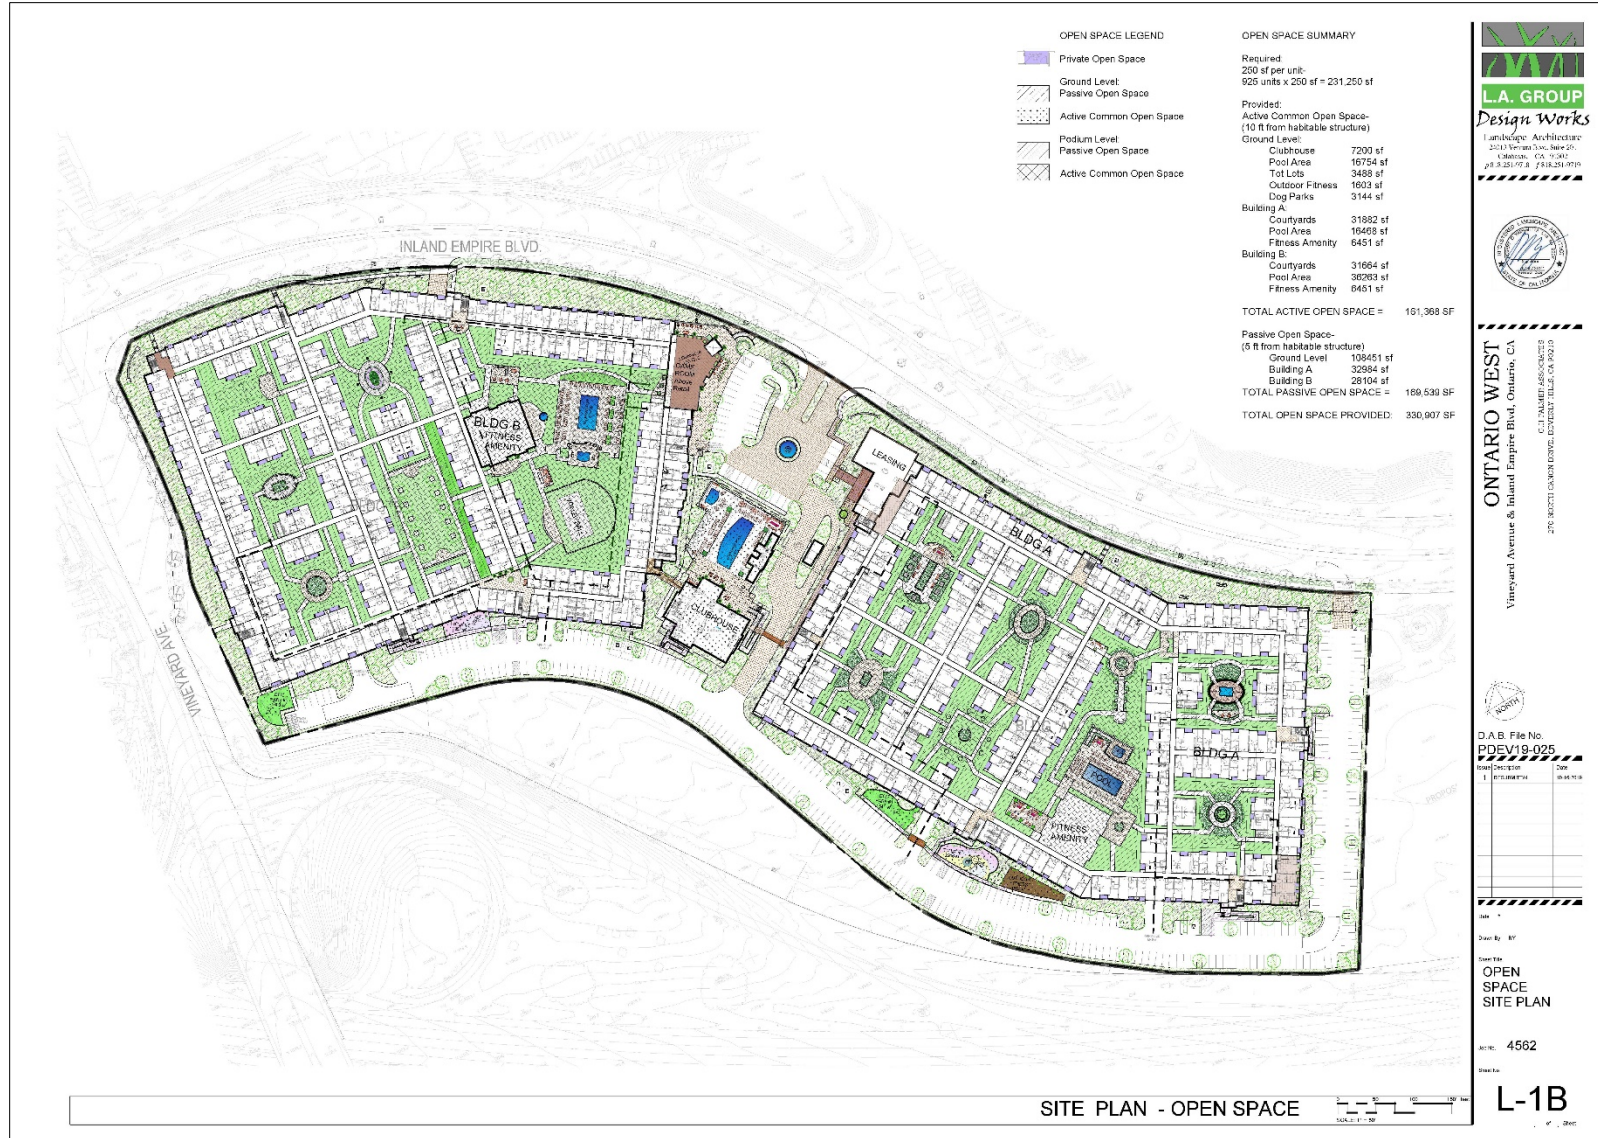 OPEN SPACE LEGEND
Private Open Space
Ground Level:
Passive Open Space
Active Common Open Space
Podium Level
Passive Open Space
Active Common Open Space
OPEN SPACE SUMMARY
Required:
250 sf per unit-
925 units x 250 sf = 231,250 sf
Provided:
Active Common Open Space-
(10 ft from habitable structure)
Ground Level:
Clubhouse 7200 sf
Pool Area 16754 sf
Tot Lots 3488 sf
Outdoor Fitness 1603 sf
Dog Parks 3144 sf
Building A:
Courtyards 31882 sf
Pool Area 16468 sf
Fitness Amenity 6451 sf
Building B:
Courtyards 31664 sf
Pool Area 36263 sf
Fitness Amenity 6451 sf
TOTAL ACTIVE OPEN SPACE = 161,368 SF
Passive Open Space-
(5 ft from habitable structure)
Ground Level 108451 sf
Building A 32984 sf
Building B 28104 sf
TOTAL PASSIVE OPEN SPACE = 169,539 SF
TOTAL OPEN SPACE PROVIDED: 330,907 SF
INLAND EMPIRE BLVD.
VINEYARD AVE.
BLDG B
FITNESS
AMENITY
LEASING
CLUBHOUSE
BLDG A
BLDG A
POOL
FITNESS
AMENITY
SITE PLAN - OPEN SPACE
L.A. GROUP
Design Works
Landscape Architecture
ONTARIO WEST
Vineyard Avenue & Inland Empire Blvd, Ontario, CA
NORTH
D.A.B. File No.
PDEV19-025
Issue Description Date
Sheet Title
OPEN
SPACE
SITE PLAN
4562
L-1B